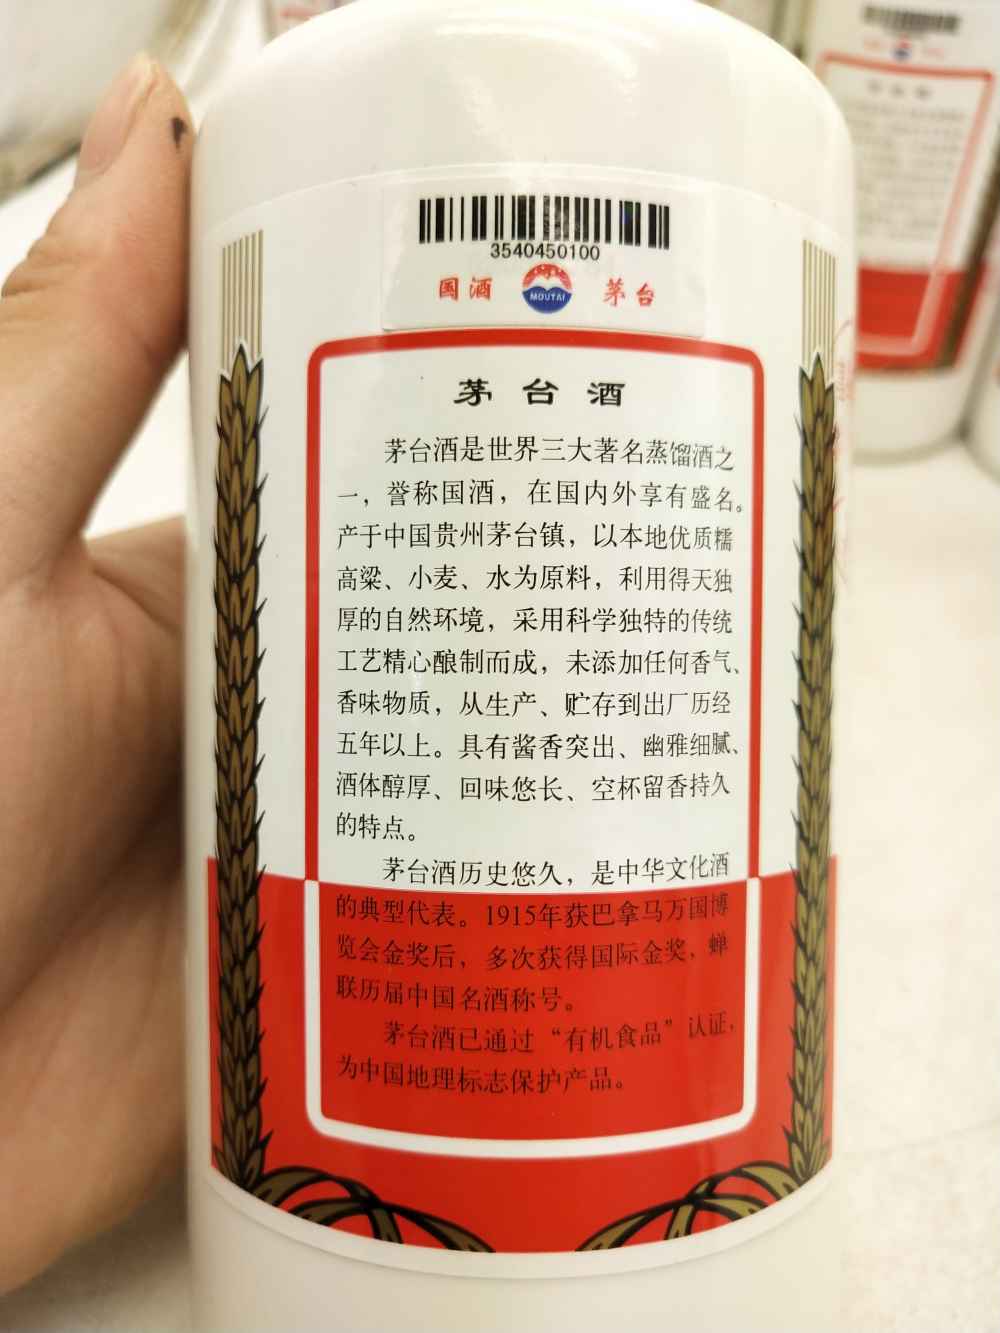 3540450100
国酒 MOUTAI 茅台
茅台酒
茅台酒是世界三大著名蒸馏酒之
一，誉称国酒，在国内外享有盛名。
产于中国贵州茅台镇，以本地优质糯
高粱、小麦、水为原料，利用得天独
厚的自然环境，采用科学独特的传统
工艺精心酿制而成，未添加任何香气、
香味物质，从生产、贮存到出厂历经
五年以上。具有酱香突出、幽雅细腻、
酒体醇厚、回味悠长、空杯留香持久
的特点。
茅台酒历史悠久，是中华文化酒
的典型代表。1915年获巴拿马万国博
览会金奖后，多次获得国际金奖，蝉
联历届中国名酒称号。
茅台酒已通过“有机食品”认证，
为中国地理标志保护产品。